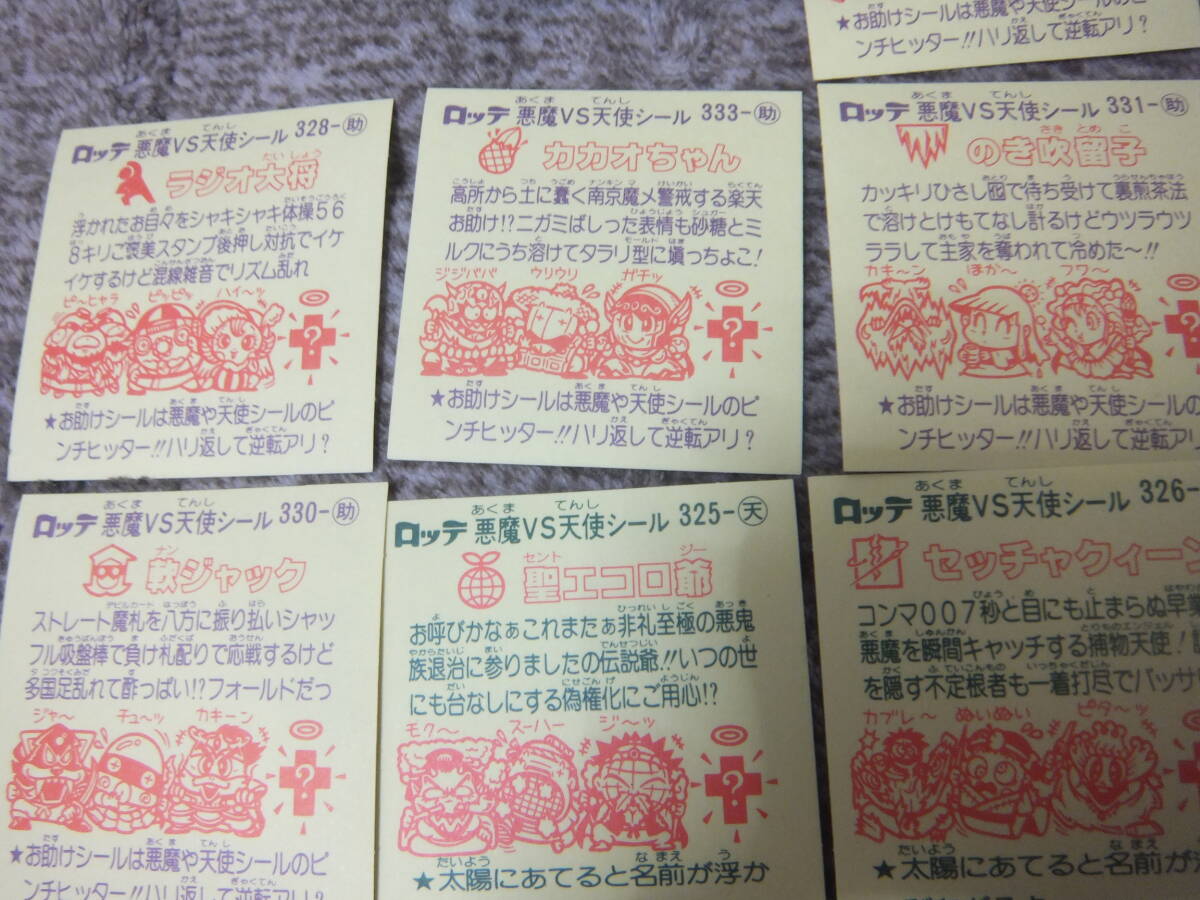 ★お助けシールは悪魔や天使シールのピ
ンチヒッター!!ハリ返して逆転アリ?
ロッテ 悪魔VS天使シール 328-助
ラジオ大将
浮かれたお目々をシャキシャキ体操56
8キリこ褒美スタンプ後押し対抗でイケ
イケするけど混線雑音でリズム乱れ
ピ〜ヒャラ ピッピッ ハイ〜ッ
?
★お助けシールは悪魔や天使シールのピ
ンチヒッター!!ハリ返して逆転アリ?
ロッテ 悪魔VS天使シール 333-助
カカオちゃん
高所から土に蠢く南京魔メ警戒する楽天
お助け!?ニガミばしった表情も砂糖とミ
ルクにうち溶けてタラリ型に塡っちょこ!
ジジババ ウリウリ ガチッ
?
★お助けシールは悪魔や天使シールのピ
ンチヒッター!!ハリ返して逆転アリ?
ロッテ 悪魔VS天使シール 331-助
のき吹留子
カッキリひさし囮で待ち受けて裏煎茶法
で溶けとけもてなし計るけどウツラウツ
ララして主家を奪われて冷めた〜!!
カキ〜ン ほか〜 フワ〜
?
★お助けシールは悪魔や天使シールの
ンチヒッター!!ハリ返して逆転アリ?
ロッテ 悪魔VS天使シール 330-助
軟ジャック
ストレート魔札を八方に振り払いシャッ
フル吸盤棒で負け札配りで応戦するけど
多国足乱れて酢っぱい!?フォールドだっ
ジャ〜 チュ〜ッ カキーン
?
★お助けシールは悪魔や天使シールのピ
ンチヒッター!!ハリ返して逆転アリ?
ロッテ 悪魔VS天使シール 325-天
聖エコロ爺
お呼びかなぁこれまたぁ非礼至極の悪鬼
族退治に参りましたの伝説爺!!いつの世
にも台なしにする偽権化にご用心!?
モク〜 スーハー ジ〜ッ
?
★太陽にあてると名前が浮か
ロッテ 悪魔VS天使シール 326-
セッチャクィーン
コンマ007秒と目にも止まらぬ早
悪魔を瞬間キャッチする捕物天使!
を隠す不定根者も一着打尽でバッサ
カブレ〜 ぬいぬい ピタ〜ッ
?
★太陽にあてると名前が浮か